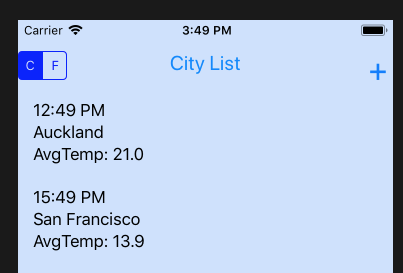 Carrier 3:49 PM
C F City List +
12:49 PM
Auckland
AvgTemp: 21.0
15:49 PM
San Francisco
AvgTemp: 13.9